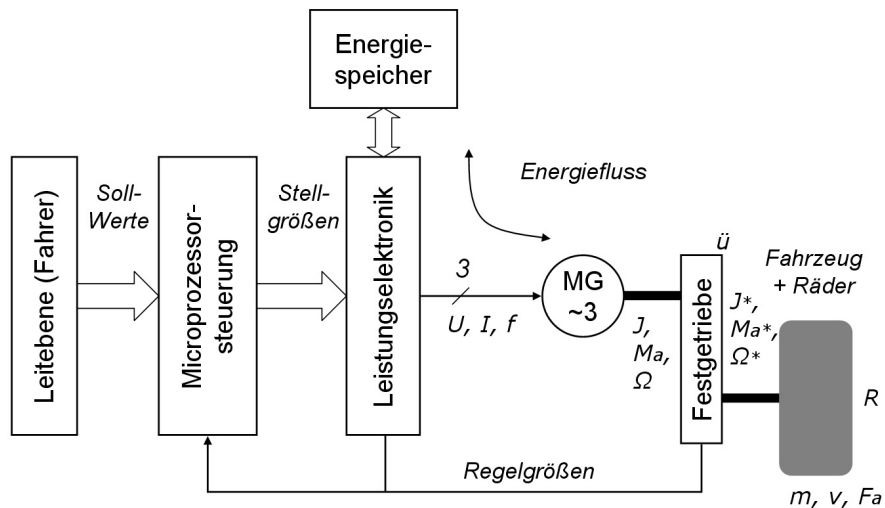 Energie-
speicher
Leitebene (Fahrer)
Soll-
Werte
Microprozessor-
steuerung
Stell-
größen
Leistungselektronik
Energiefluss
3
U, I, f
MG
~3
J,
Ma,
Ω
ü
Festgetriebe
J*,
Ma*,
Ω*
Fahrzeug
+ Räder
R
m, v, Fa
Regelgrößen